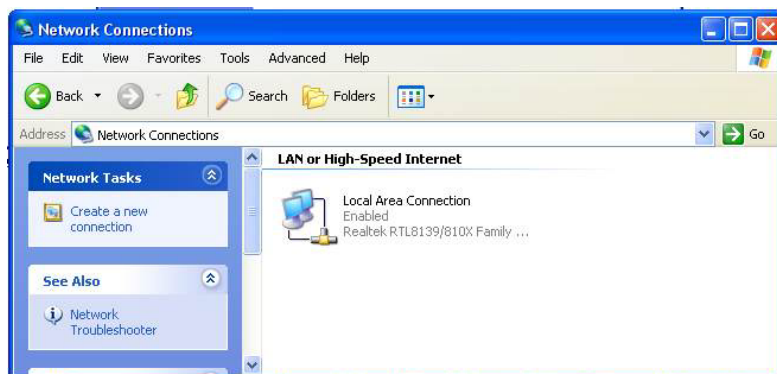 Network Connections
File Edit View Favorites Tools Advanced Help
Back Search Folders
Address Network Connections Go
Network Tasks
Create a new
connection
See Also
Network
Troubleshooter
LAN or High-Speed Internet
Local Area Connection
Enabled
Realtek RTL8139/810X Family ...